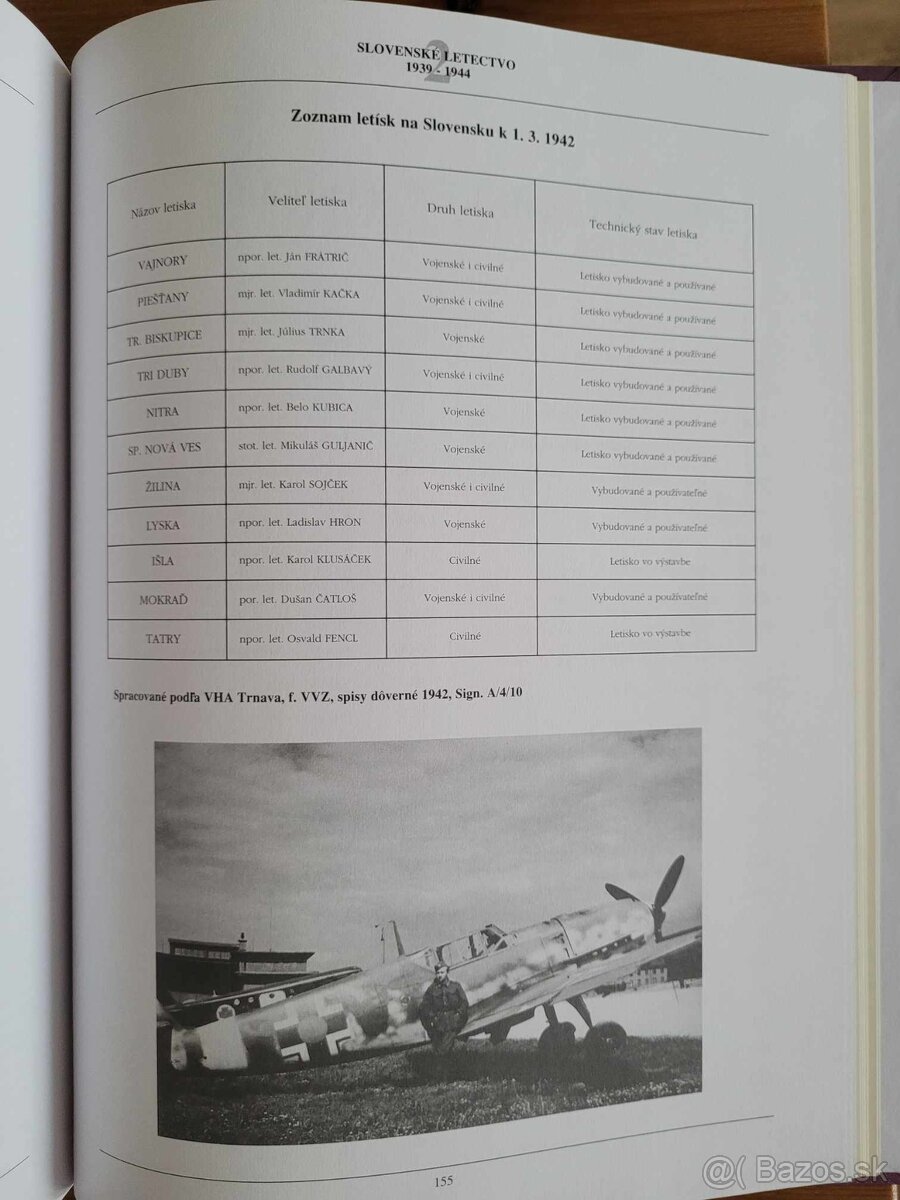 SLOVENSKÉ LETECTVO
2
1939 - 1944
Zoznam letísk na Slovensku k 1. 3. 1942
Názov letiska Veliteľ letiska Druh letiska Technický stav letiska
VAJNORY npor. let. Ján FRÁTRIČ Vojenské i civilné Letisko vybudované a používané
PIEŠŤANY mjr. let. Vladimír KAČKA Vojenské i civilné Letisko vybudované a používané
TR. BISKUPICE mjr. let. Július TRNKA Vojenské Letisko vybudované a používané
TRI DUBY npor. let. Rudolf GALBAVÝ Vojenské i civilné Letisko vybudované a používané
NITRA npor. let. Belo KUBICA Vojenské Letisko vybudované a používané
SP. NOVÁ VES stot. let. Mikuláš GULJANIČ Vojenské Letisko vybudované a používané
ŽILINA mjr. let. Karol SOJČEK Vojenské i civilné Vybudované a používateľné
LYSKA npor. let. Ladislav HRON Vojenské Vybudované a používateľné
IŠLA npor. let. Karol KLUSÁČEK Civilné Letisko vo výstavbe
MOKRAĎ por. let. Dušan ČATLOŠ Vojenské i civilné Vybudované a používateľné
TATRY npor. let. Osvald FENCL Civilné Letisko vo výstavbe
Spracované podľa VHA Trnava, f. VVZ, spisy dôverné 1942, Sign. A/4/10
155
@( Bazos.sk